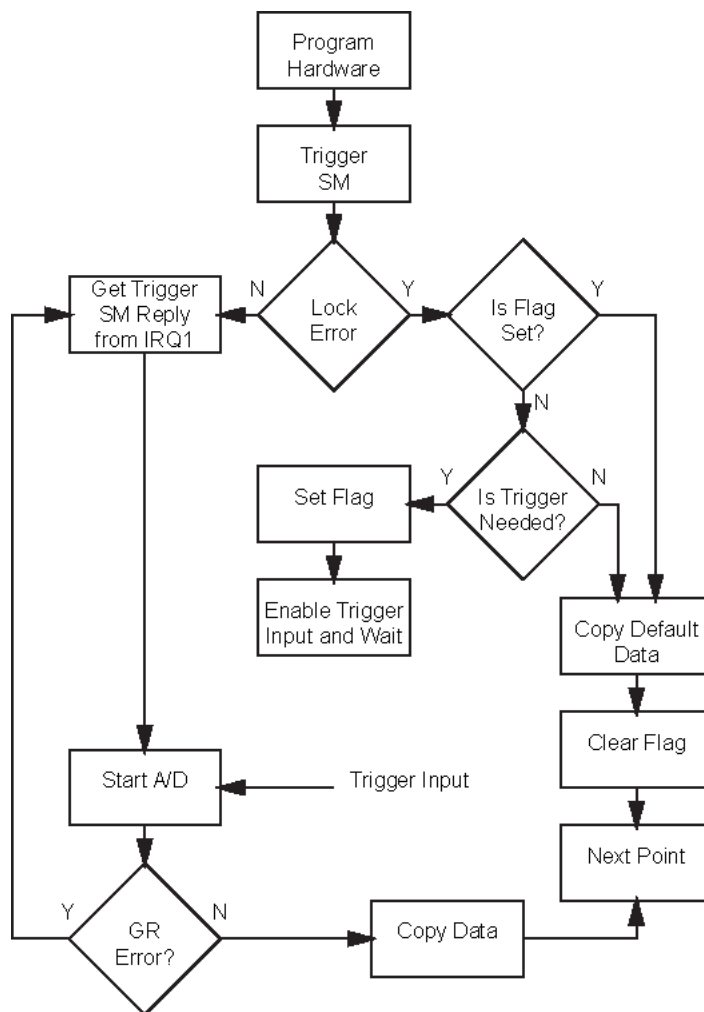 Program
Hardware
Trigger
SM
Get Trigger
SM Reply
from IRQ1
N
Lock
Error
Y
Is Flag
Set?
Y
N
Set Flag
Y
Is Trigger
Needed?
N
Enable Trigger
Input and Wait
Copy Default
Data
Clear Flag
Start A/D
Trigger Input
Next Point
Y
GR
Error?
N
Copy Data